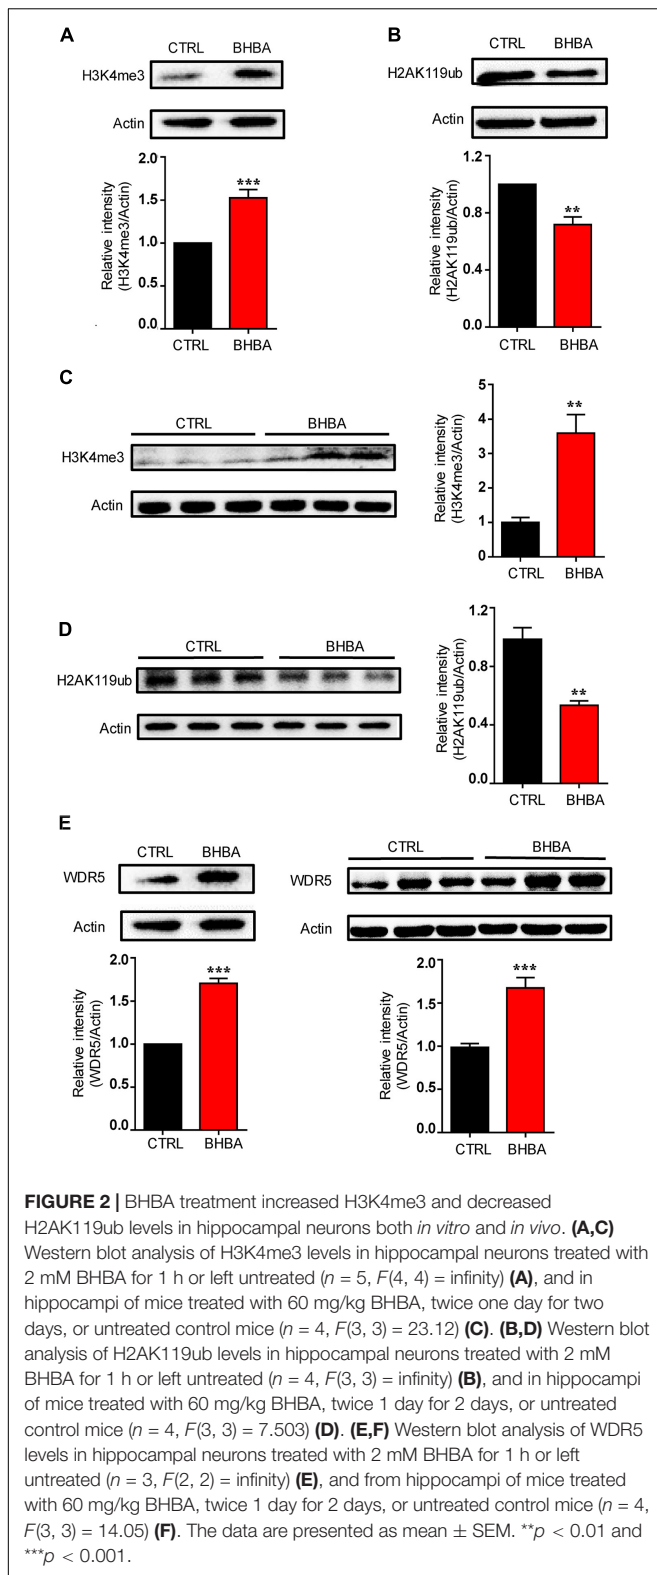 A
CTRL BHBA
H3K4me3
Actin
Relative intensity
(H3K4me3/Actin)
2.0
1.5
1.0
0.5
0.0
***
CTRL BHBA
B
CTRL BHBA
H2AK119ub
Actin
Relative intensity
(H2AK119ub/Actin)
1.2
0.8
0.4
0.0
**
CTRL BHBA
C
CTRL BHBA
H3K4me3
Actin
Relative intensity
(H3K4me3/Actin)
5
4
2
1
0
**
CTRL BHBA
D
CTRL BHBA
H2AK119ub
Actin
Relative intensity
(H2AK119ub/Actin)
1.2
0.8
0.4
0.0
**
CTRL BHBA
E
CTRL BHBA
WDR5
Actin
Relative intensity
(WDR5/Actin)
2.0
1.5
1.0
0.5
0.0
***
CTRL BHBA
CTRL BHBA
WDR5
Actin
Relative intensity
(WDR5/Actin)
2.0
1.5
1.0
0.5
0.0
***
CTRL BHBA
FIGURE 2 | BHBA treatment increased H3K4me3 and decreased
H2AK119ub levels in hippocampal neurons both in vitro and in vivo. (A,C)
Western blot analysis of H3K4me3 levels in hippocampal neurons treated with
2 mM BHBA for 1 h or left untreated (n = 5, F(4, 4) = infinity) (A), and in
hippocampi of mice treated with 60 mg/kg BHBA, twice one day for two
days, or untreated control mice (n = 4, F(3, 3) = 23.12) (C). (B,D) Western blot
analysis of H2AK119ub levels in hippocampal neurons treated with 2 mM
BHBA for 1 h or left untreated (n = 4, F(3, 3) = infinity) (B), and in hippocampi
of mice treated with 60 mg/kg BHBA, twice 1 day for 2 days, or untreated
control mice (n = 4, F(3, 3) = 7.503) (D). (E,F) Western blot analysis of WDR5
levels in hippocampal neurons treated with 2 mM BHBA for 1 h or left
untreated (n = 3, F(2, 2) = infinity) (E), and from hippocampi of mice treated
with 60 mg/kg BHBA, twice 1 day for 2 days, or untreated control mice (n = 4,
F(3, 3) = 14.05) (F). The data are presented as mean ± SEM. **p < 0.01 and
***p < 0.001.